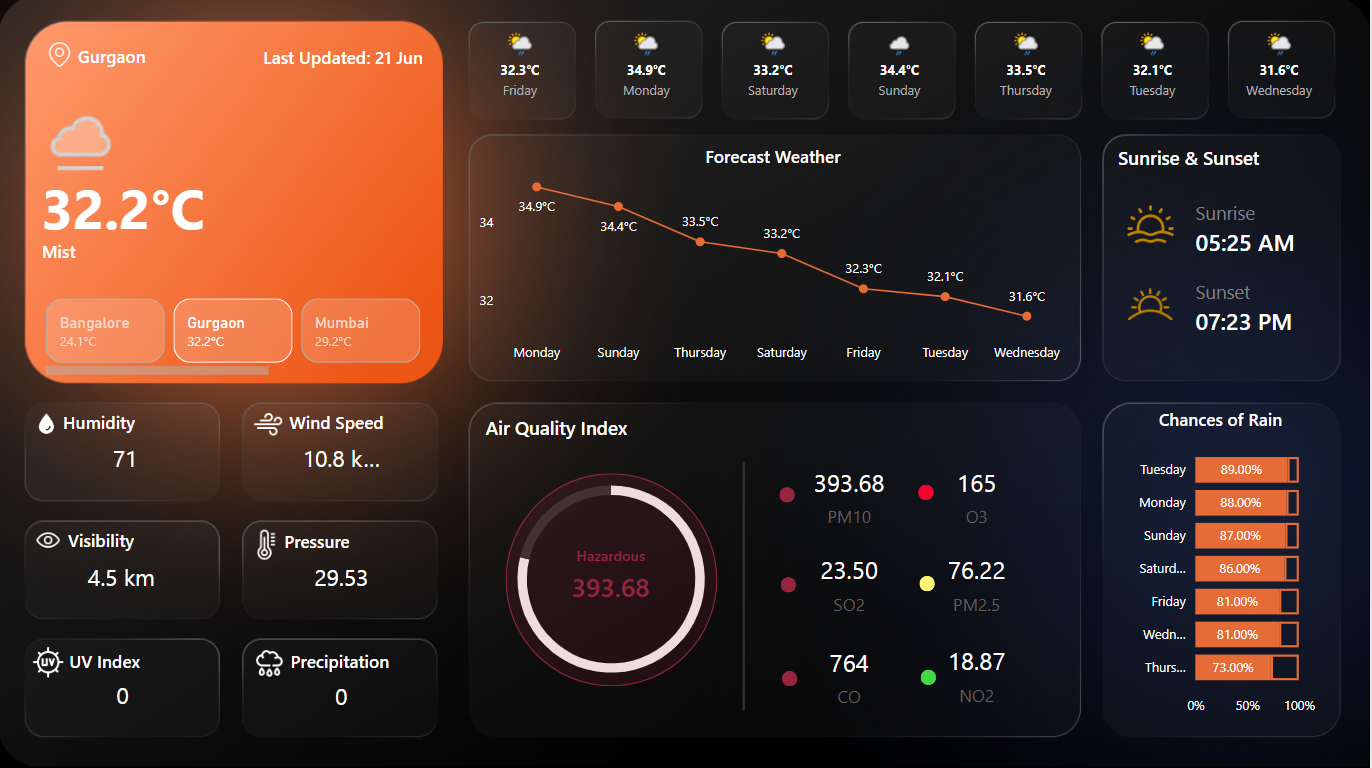 Gurgaon
Last Updated: 21 Jun
32.2°C
Mist
Bangalore
24.1°C
Gurgaon
32.2°C
Mumbai
29.2°C
32.3°C
Friday
34.9°C
Monday
33.2°C
Saturday
34.4°C
Sunday
33.5°C
Thursday
32.1°C
Tuesday
31.6°C
Wednesday
Forecast Weather
34
32
34.9°C
34.4°C
33.5°C
33.2°C
32.3°C
32.1°C
31.6°C
Monday
Sunday
Thursday
Saturday
Friday
Tuesday
Wednesday
Sunrise & Sunset
Sunrise
05:25 AM
Sunset
07:23 PM
Humidity
71
Wind Speed
10.8 k...
Visibility
4.5 km
Pressure
29.53
UV
UV Index
0
Precipitation
0
Air Quality Index
Hazardous
393.68
393.68
PM10
165
O3
23.50
SO2
76.22
PM2.5
764
CO
18.87
NO2
Chances of Rain
Tuesday 89.00%
Monday 88.00%
Sunday 87.00%
Saturd... 86.00%
Friday 81.00%
Wedn... 81.00%
Thurs... 73.00%
0% 50% 100%